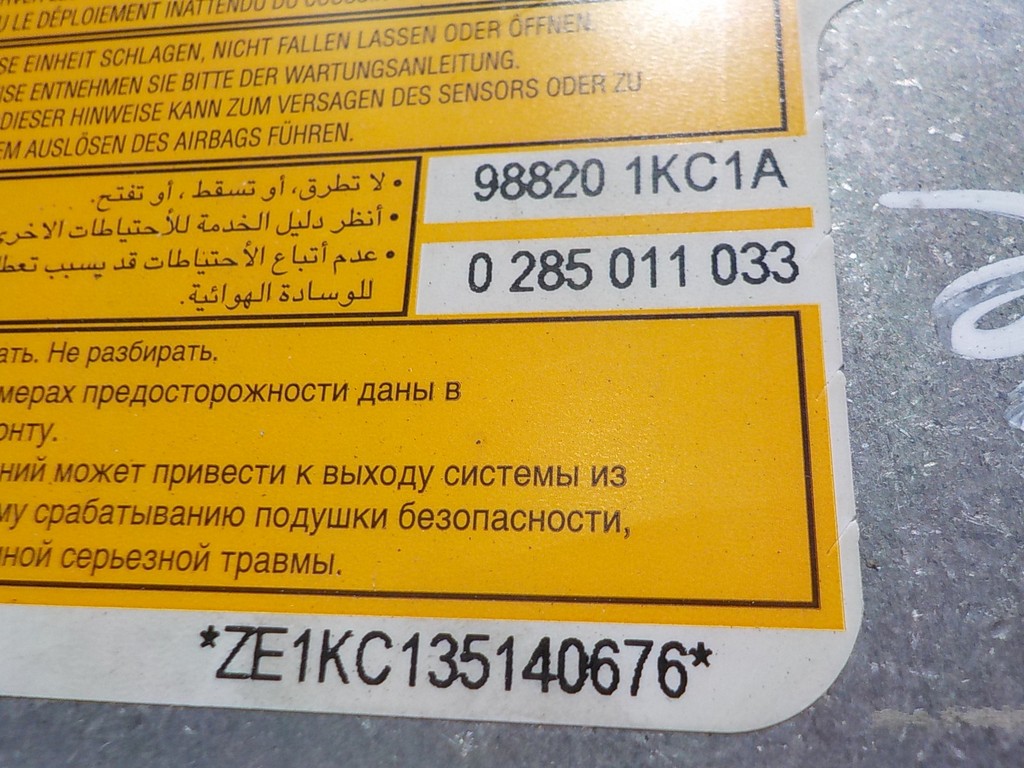 U LE DÉPLOIEMENT INATTENDU DU
SE EINHEIT SCHLAGEN, NICHT FALLEN LASSEN ODER ÖFFNEN.
ISE ENTNEHMEN SIE BITTE DER WARTUNGSANLEITUNG.
DIESER HINWEISE KANN ZUM VERSAGEN DES SENSORS ODER ZU
EM AUSLÖSEN DES AIRBAGS FÜHREN.
• لا تطرق، أو تسقط ، أو تفتح.
• أنظر دليل الخدمة للأحتياطات الاخرى
• عدم أتباع الأحتياطات قد يسبب تعط
للوسادة الهوائية.
98820 1KC1A
0 285 011 033
ать. Не разбирать.
мерах предосторожности даны в
онту.
ний может привести к выходу системы из
му срабатыванию подушки безопасности,
ной серьезной травмы.
*ZE1KC135140676*